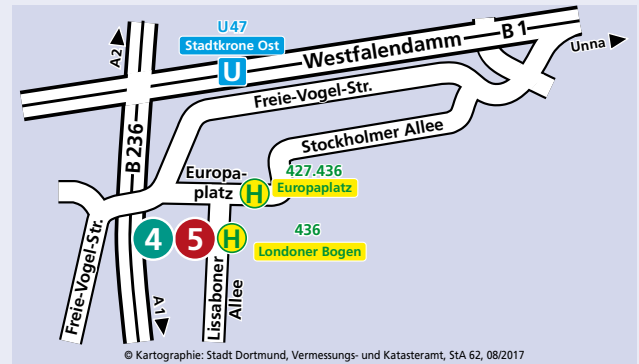 U47
Stadtkrone Ost
U
Westfalendamm
B 1
Unna
A2
B 236
Freie-Vogel-Str.
Stockholmer Allee
Europa-
platz
H
427.436
Europaplatz
4
5
H
436
Londoner Bogen
Freie-Vogel-Str.
A1
Lissaboner
Allee
© Kartographie: Stadt Dortmund, Vermessungs- und Katasteramt, StA 62, 08/2017